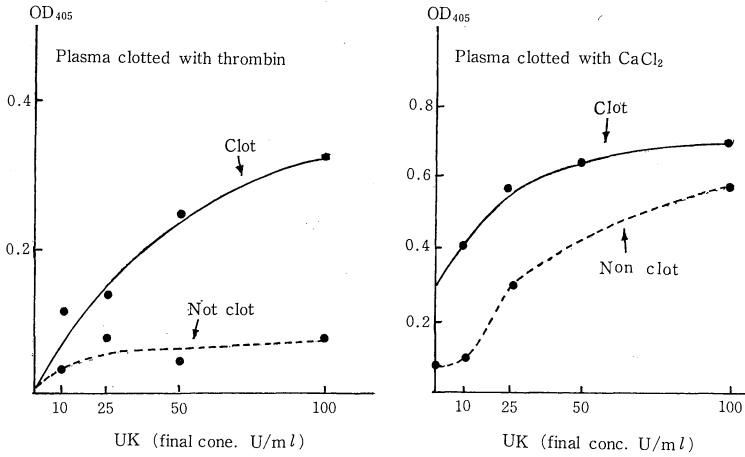 OD405
Plasma clotted with thrombin
0.4
Clot
0.2
Not clot
10 25 50 100
UK (final cone. U/ml)
OD405
Plasma clotted with CaCl2
0.8
Clot
0.6
0.4
Non clot
0.2
10 25 50 100
UK (final conc. U/ml)